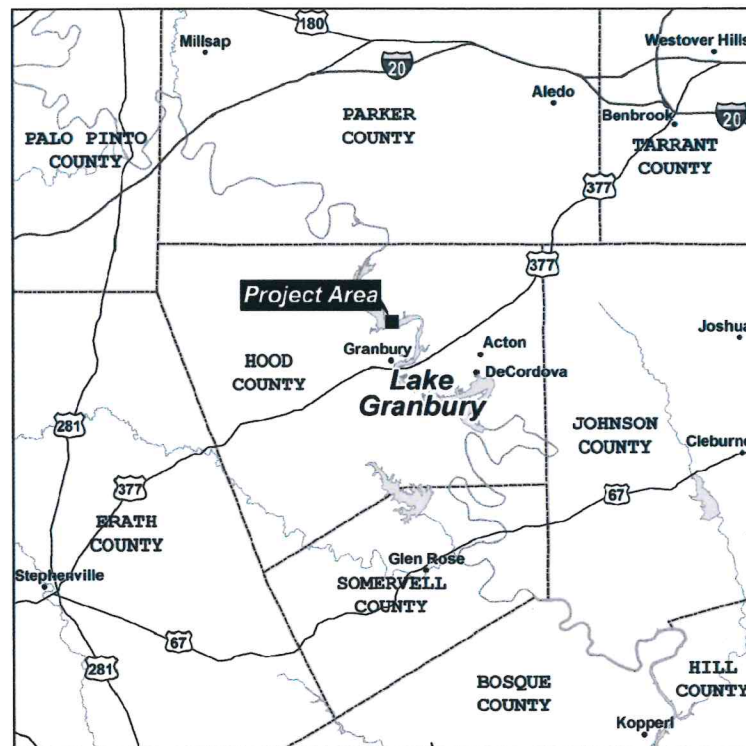 180
Millsap
Westover Hills
20
Aledo
PARKER
COUNTY
Benbrook
20
PALO PINTO
COUNTY
TARRANT
COUNTY
377
377
Project Area
Joshua
Granbury
Acton
HOOD
COUNTY
DeCordova
Lake
Granbury
JOHNSON
COUNTY
281
Cleburne
377
67
ERATH
COUNTY
Glen Rose
Stephenville
SOMERVELL
COUNTY
67
281
BOSQUE
COUNTY
HILL
COUNTY
Kopperl